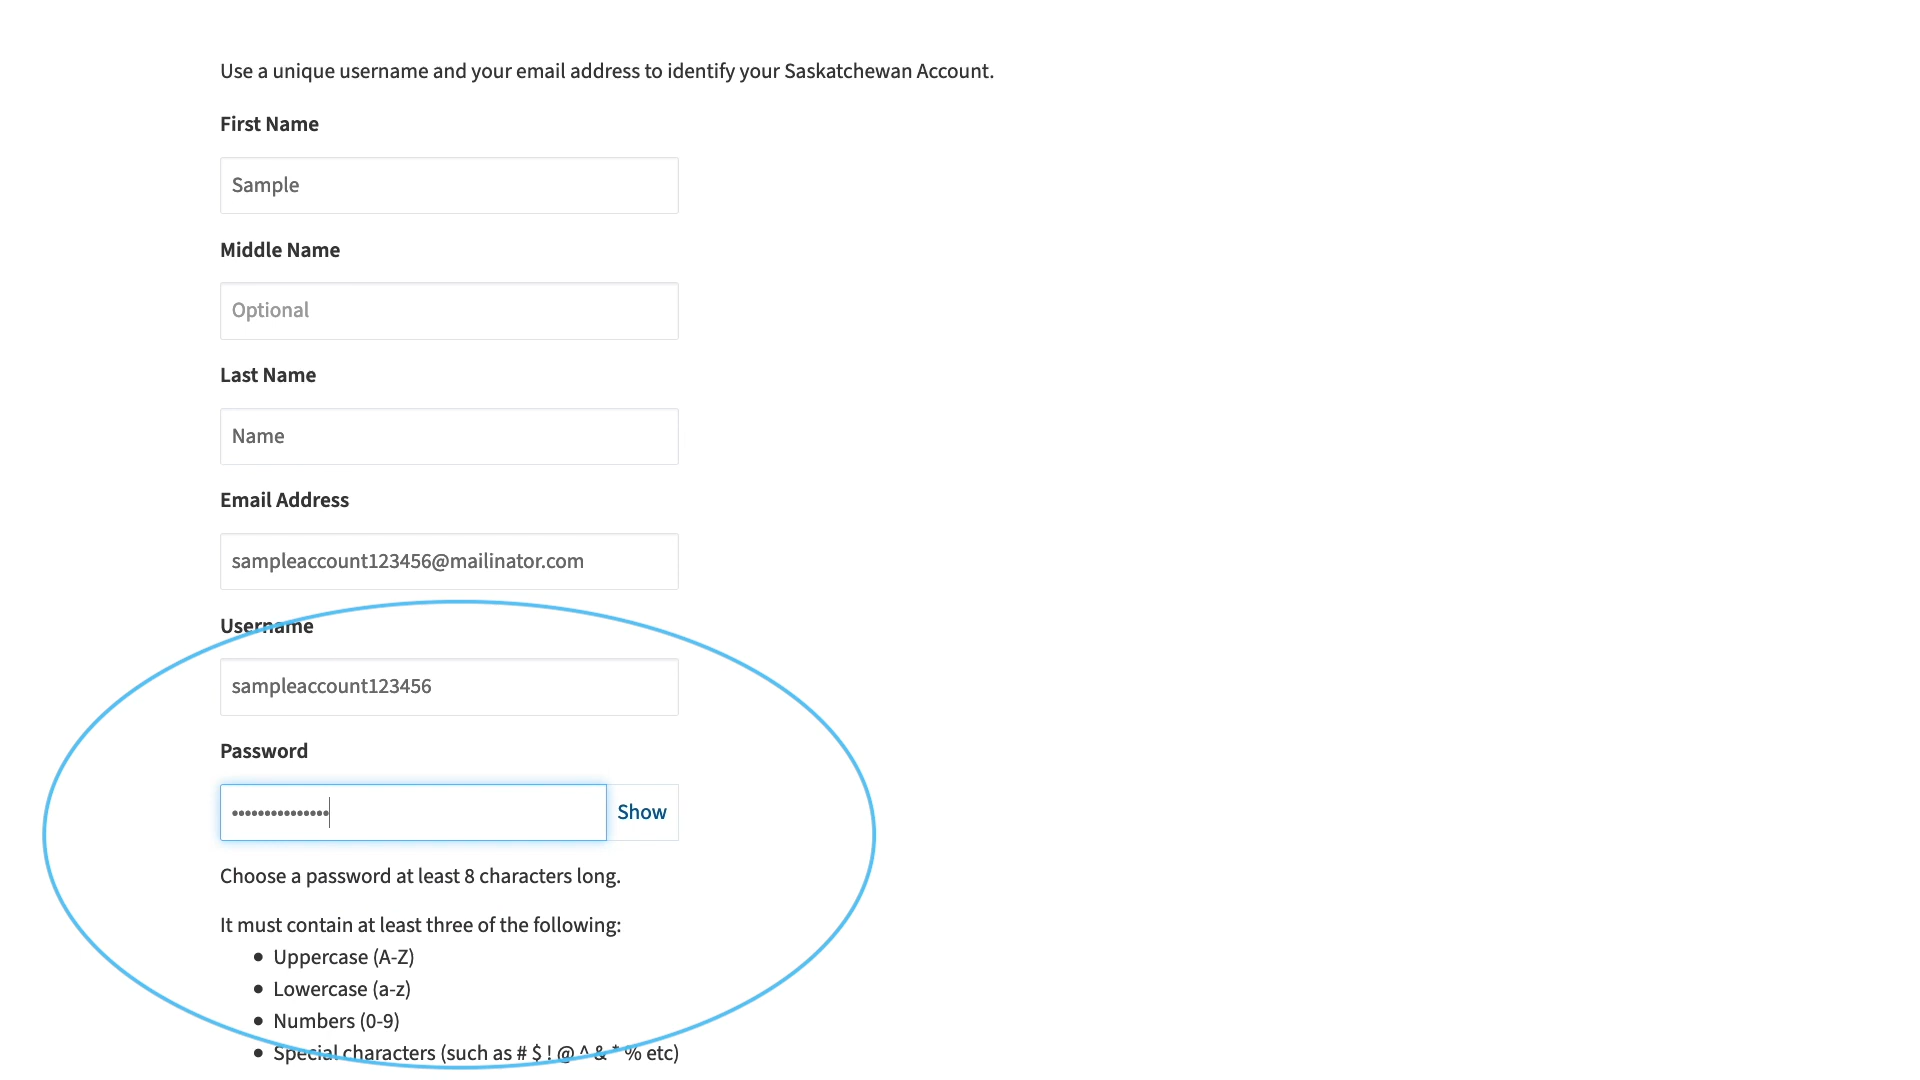 Use a unique username and your email address to identify your Saskatchewan Account.
First Name
Sample
Middle Name
Optional
Last Name
Name
Email Address
sampleaccount123456@mailinator.com
Username
sampleaccount123456
Password
••••••••••••••• Show
Choose a password at least 8 characters long.
It must contain at least three of the following:
• Uppercase (A-Z)
• Lowercase (a-z)
• Numbers (0-9)
• Special characters (such as # $ ! @ ^ & * % etc)